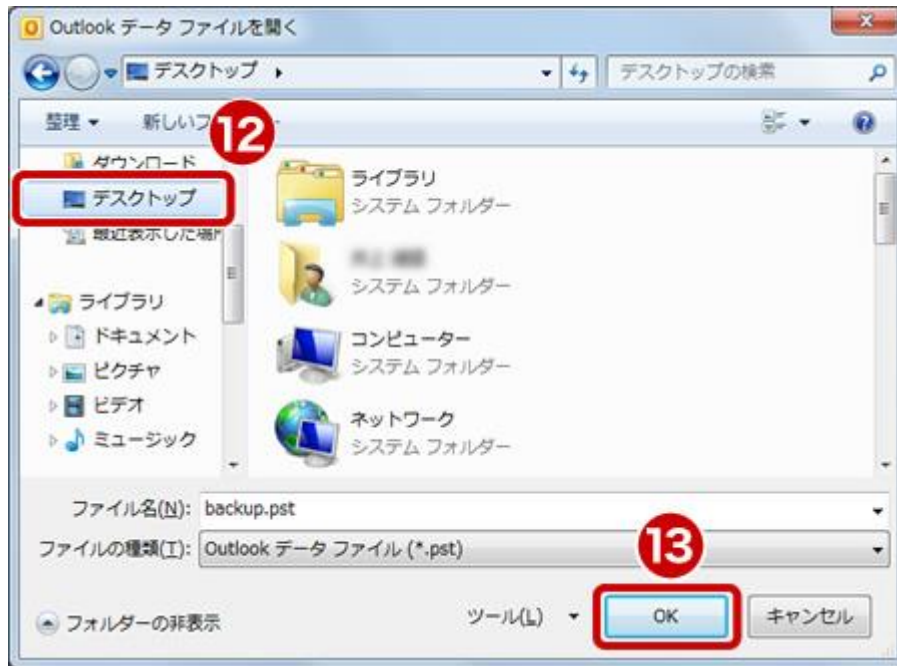 Outlook データ ファイルを開く
デスクトップ
デスクトップの検索
整理
新しいフ
12
ダウンロード
デスクトップ
最近表示した場所
ライブラリ
ドキュメント
ピクチャ
ビデオ
ミュージック
ライブラリ
システム フォルダー
システム フォルダー
コンピューター
システム フォルダー
ネットワーク
システム フォルダー
ファイル名(N): backup.pst
ファイルの種類(T): Outlook データ ファイル (*.pst)
13
フォルダーの非表示
ツール(L)
OK
キャンセル